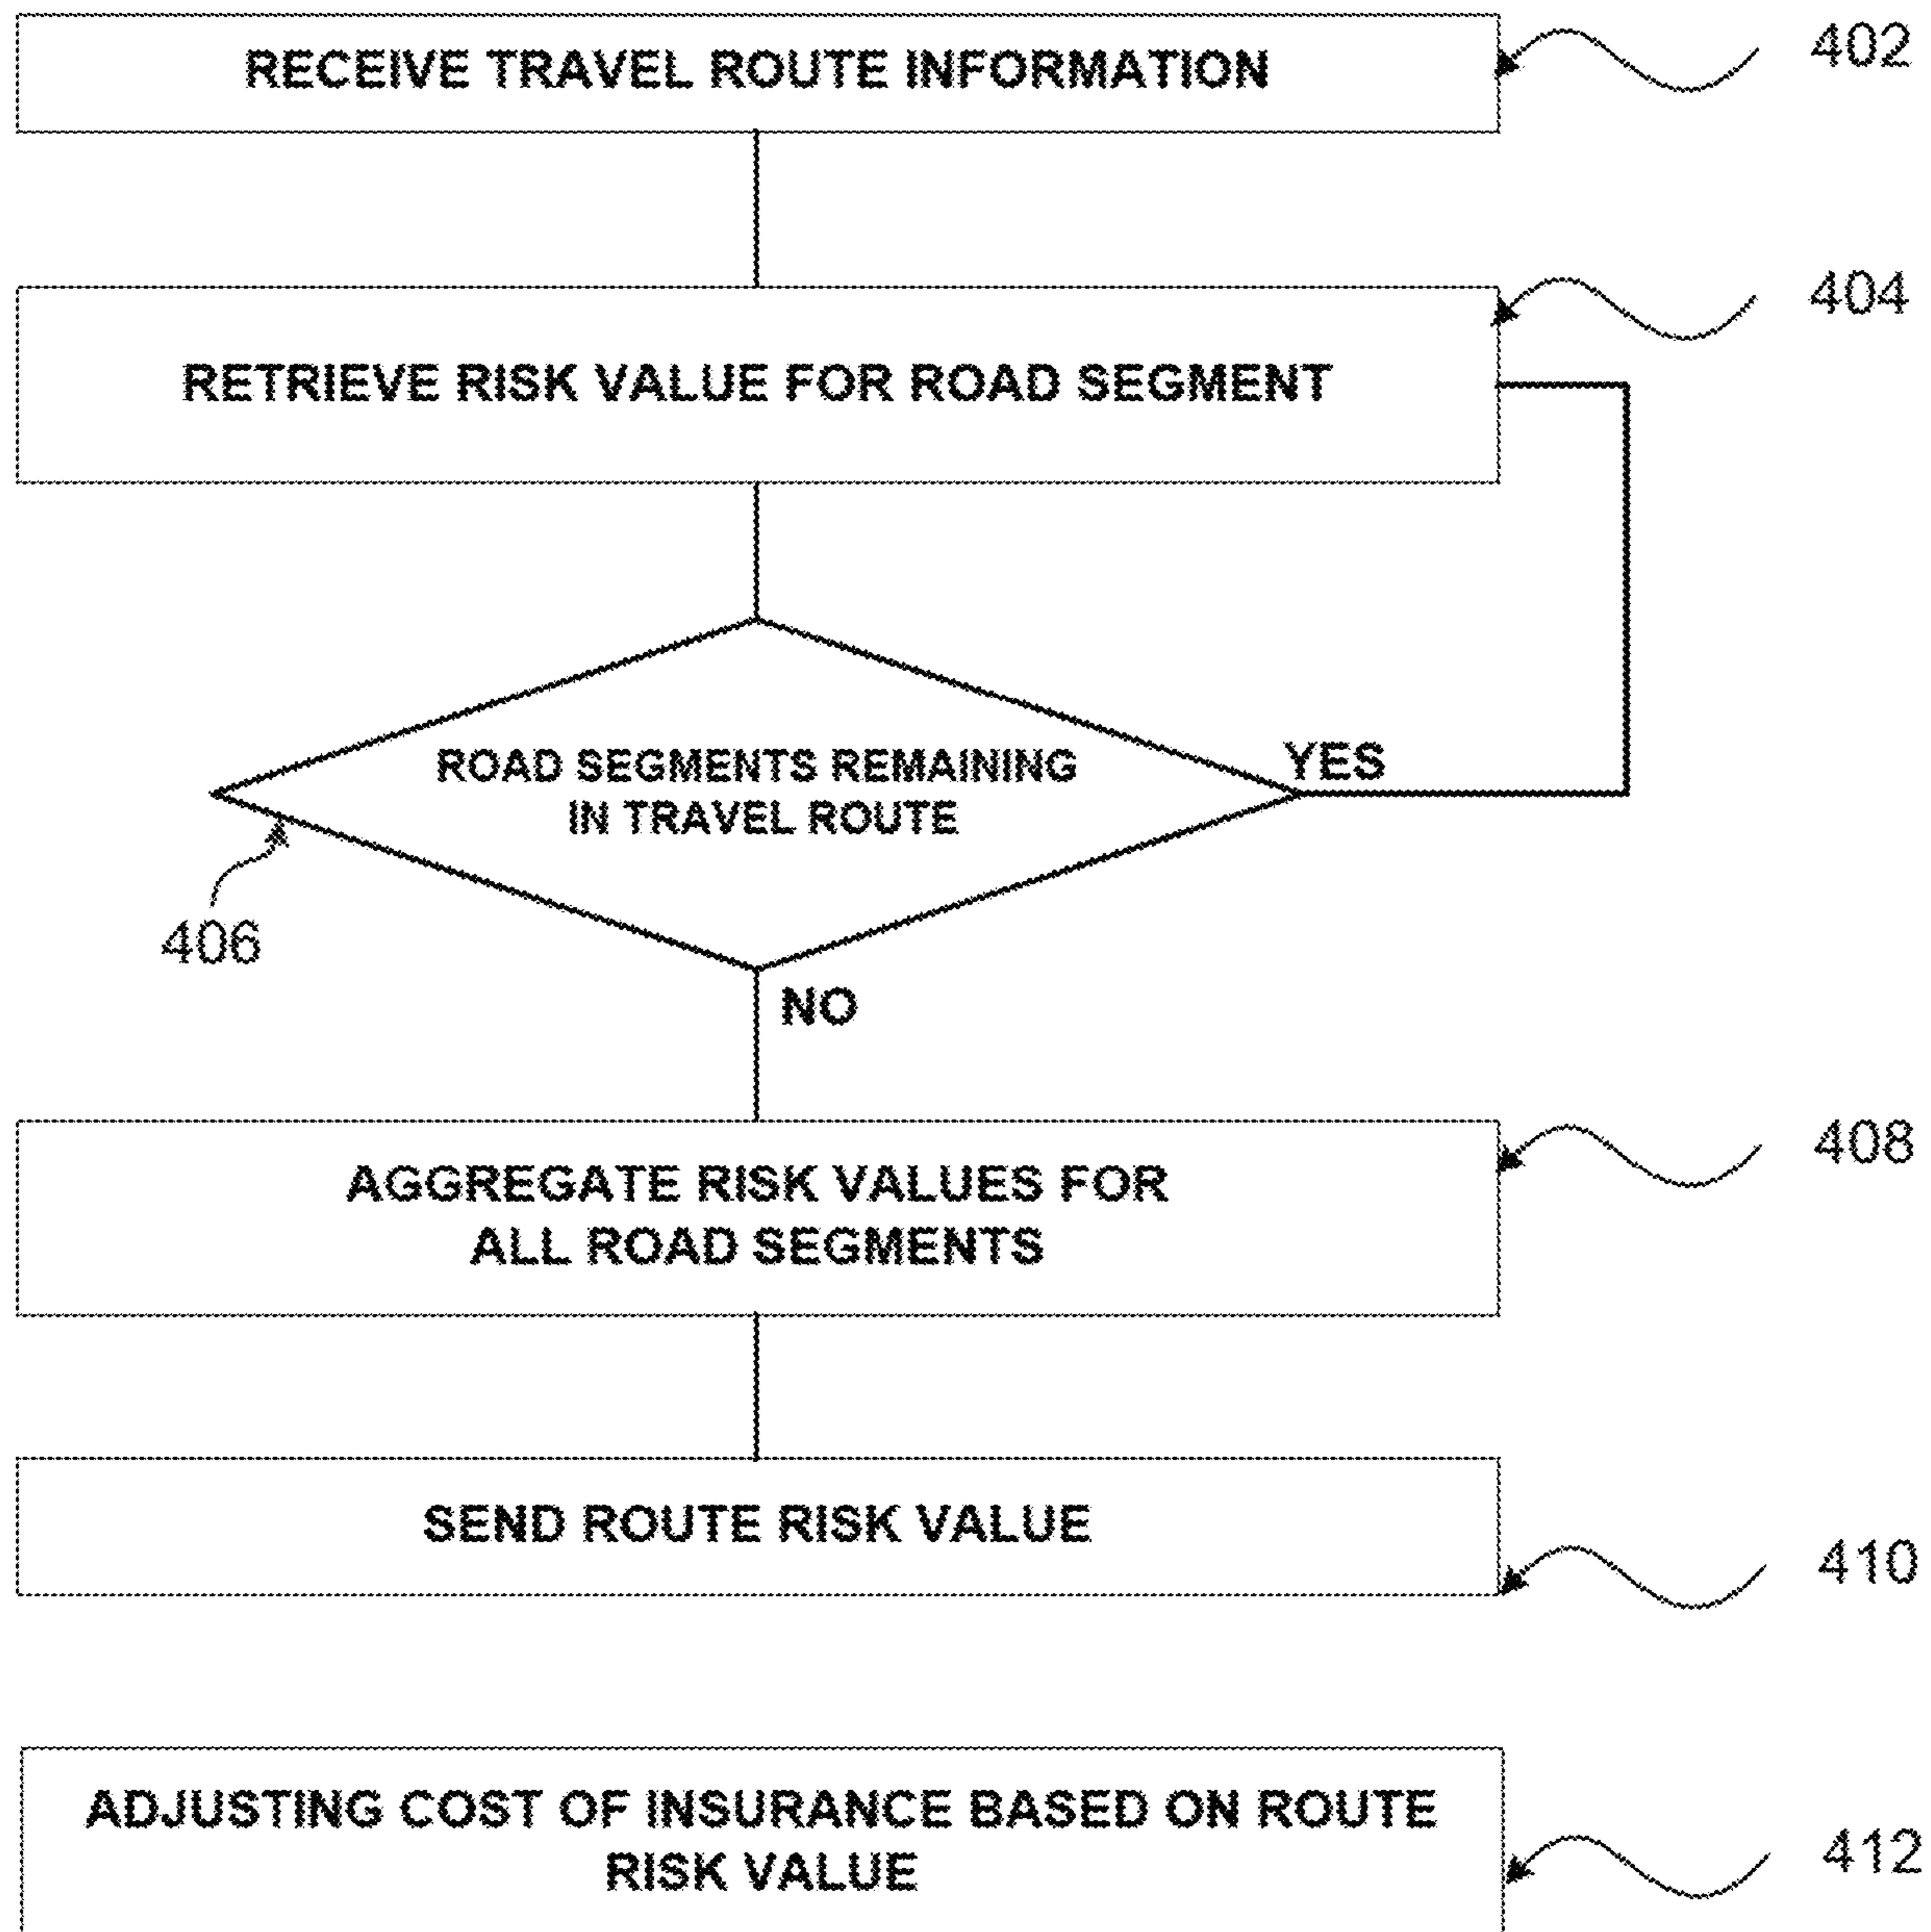 RECEIVE TRAVEL ROUTE INFORMATION
402
RETRIEVE RISK VALUE FOR ROAD SEGMENT
404
ROAD SEGMENTS REMAINING
IN TRAVEL ROUTE
YES
406
NO
AGGREGATE RISK VALUES FOR
ALL ROAD SEGMENTS
408
SEND ROUTE RISK VALUE
410
ADJUSTING COST OF INSURANCE BASED ON ROUTE
RISK VALUE
412